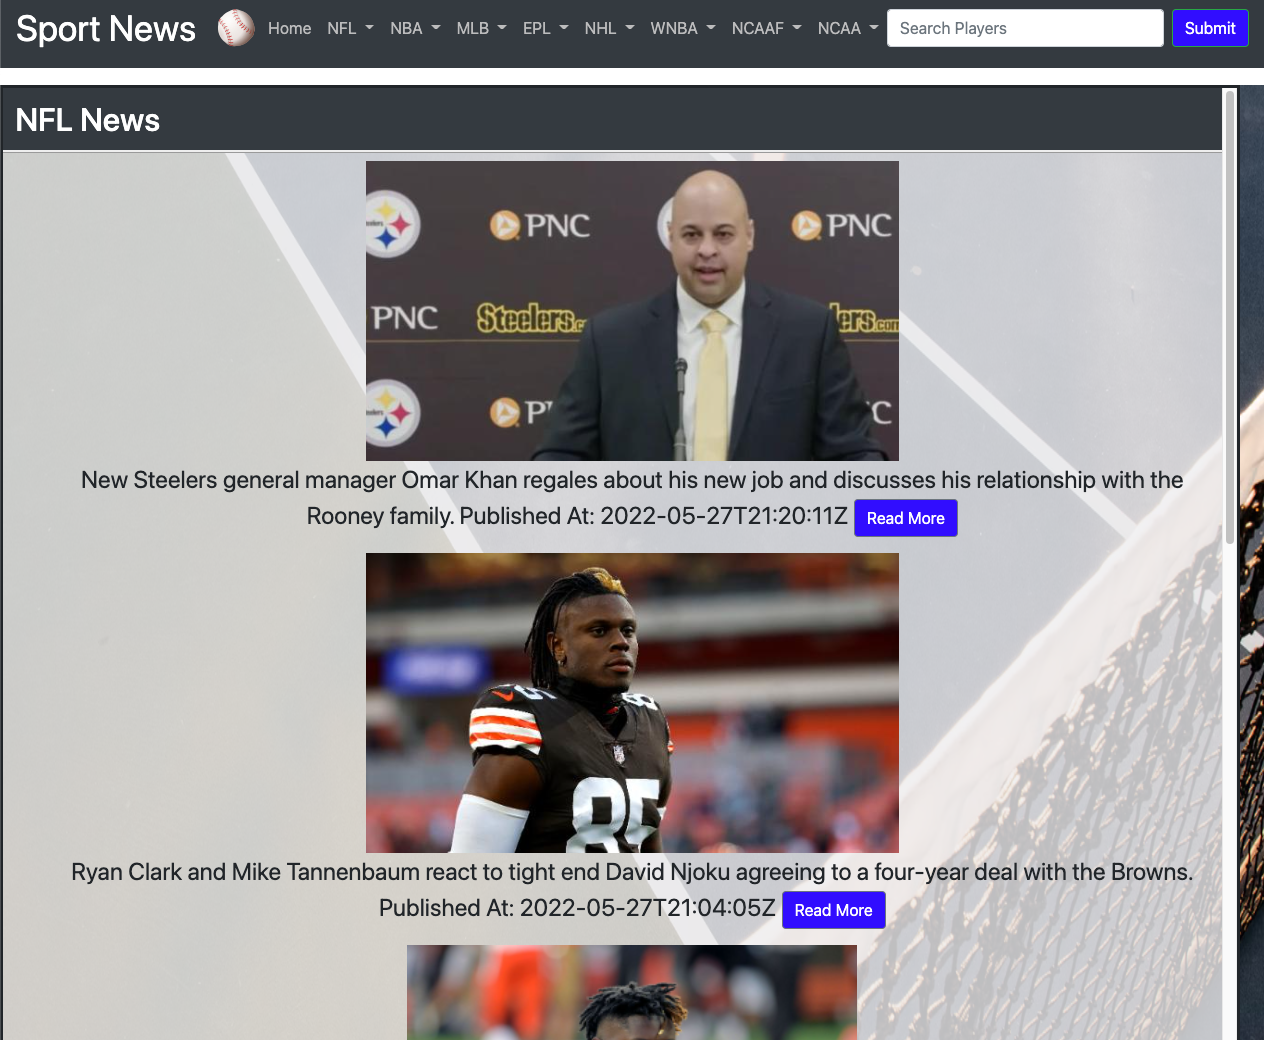 Sport News Home NFL NBA MLB EPL NHL WNBA NCAAF NCAA Search Players Submit
NFL News
PNC PNC
PNC Steelers.c ers.com
Steelers
New Steelers general manager Omar Khan regales about his new job and discusses his relationship with the
Rooney family. Published At: 2022-05-27T21:20:11Z Read More
85
85
Ryan Clark and Mike Tannenbaum react to tight end David Njoku agreeing to a four-year deal with the Browns.
Published At: 2022-05-27T21:04:05Z Read More